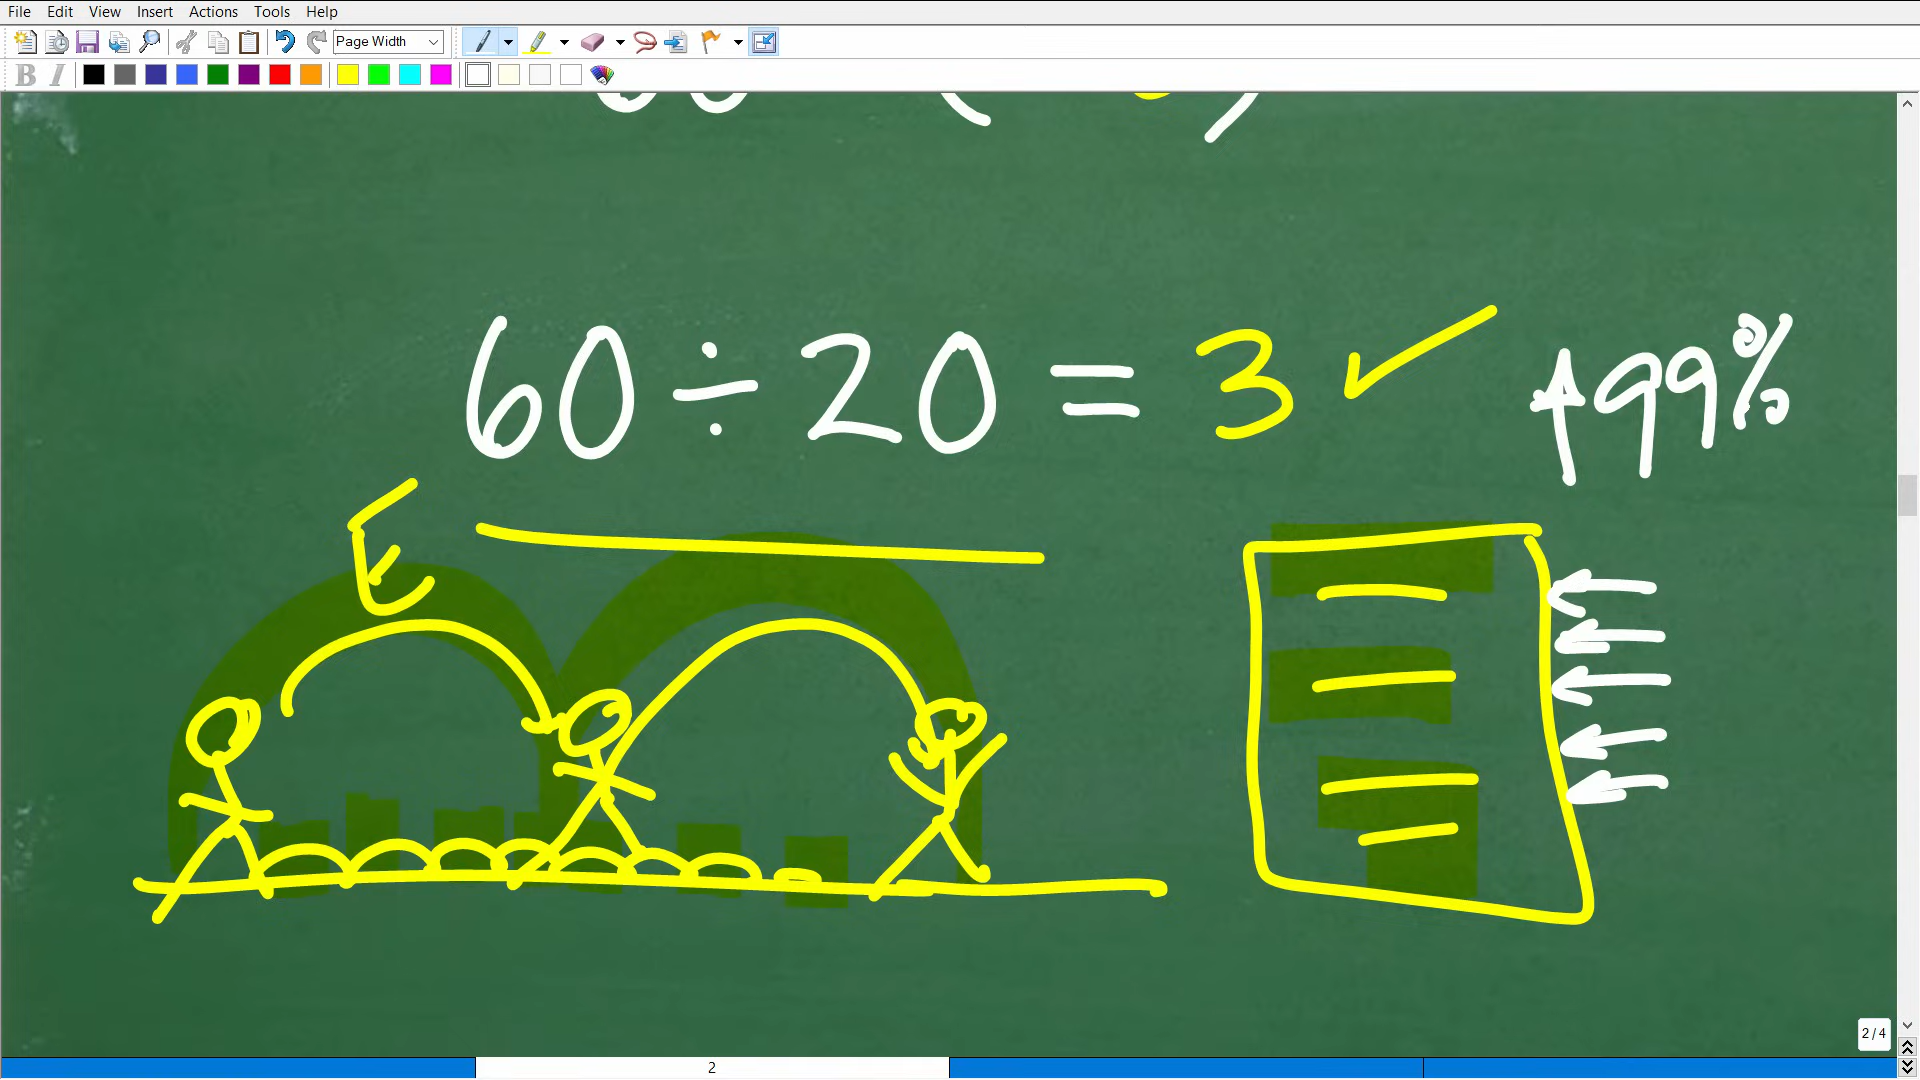 File Edit View Insert Actions Tools Help
Page Width
B I
60 ÷ 20 = 3 ✓
99%
E
2 / 4
2